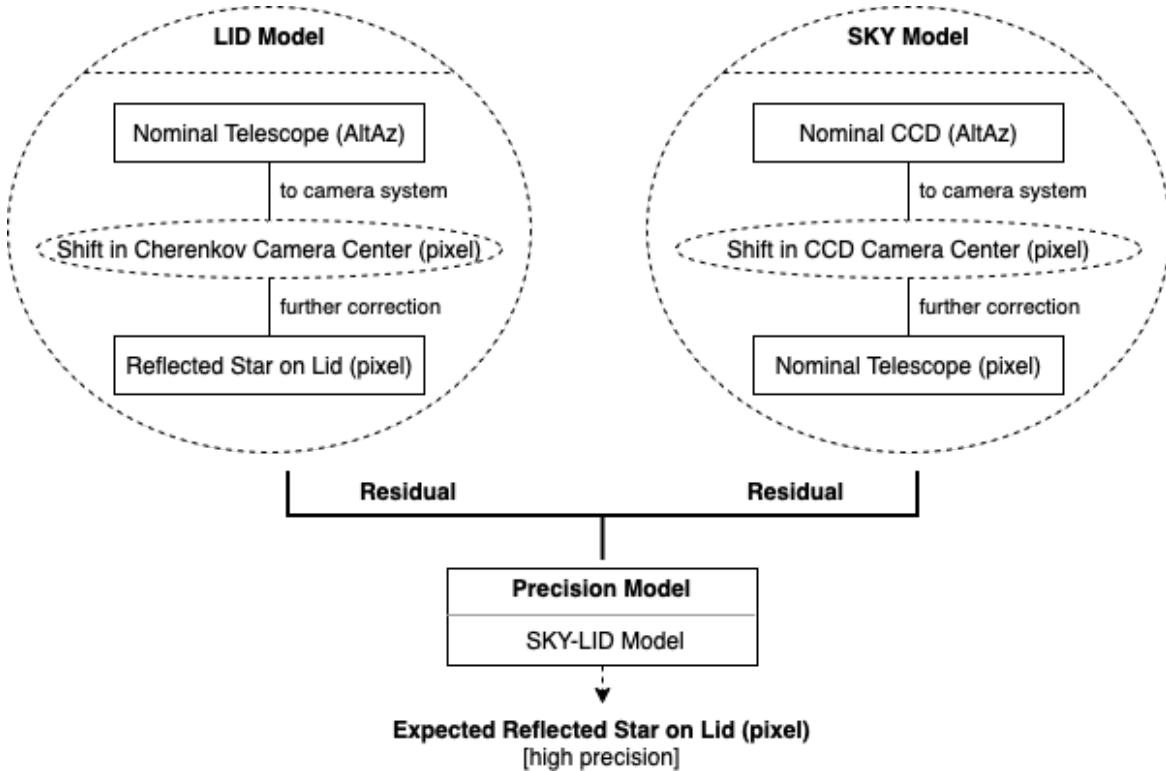 LID Model
Nominal Telescope (AltAz)
to camera system
Shift in Cherenkov Camera Center (pixel)
further correction
Reflected Star on Lid (pixel)
SKY Model
Nominal CCD (AltAz)
to camera system
Shift in CCD Camera Center (pixel)
further correction
Nominal Telescope (pixel)
Residual
Residual
Precision Model
SKY-LID Model
Expected Reflected Star on Lid (pixel)
[high precision]